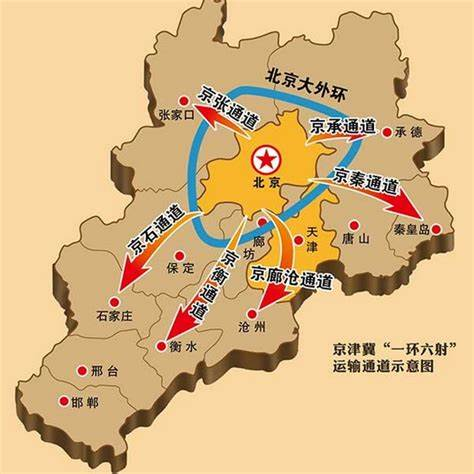 北京大外环
京张通道
张家口
京承通道
承德
北京
京秦通道
秦皇岛
京石通道
廊坊
天津
唐山
保定
京衡通道
京廊沧通道
石家庄
沧州
衡水
京津冀“一环六射”
运输通道示意图
邢台
邯郸